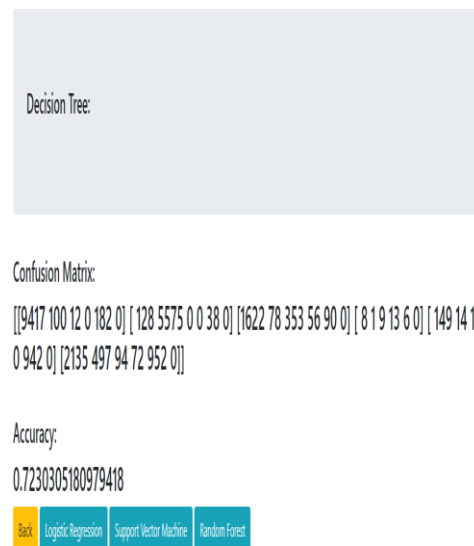 Decision Tree:
Confusion Matrix:
[[9417 100 12 0 182 0] [ 128 5575 0 0 38 0] [1622 78 353 56 90 0] [ 8 1 9 13 6 0] [ 149 14 1
0 942 0] [2135 497 94 72 952 0]]
Accuracy:
0.7230305180979418
Back Logistic Regression Support Vector Machine Random Forest